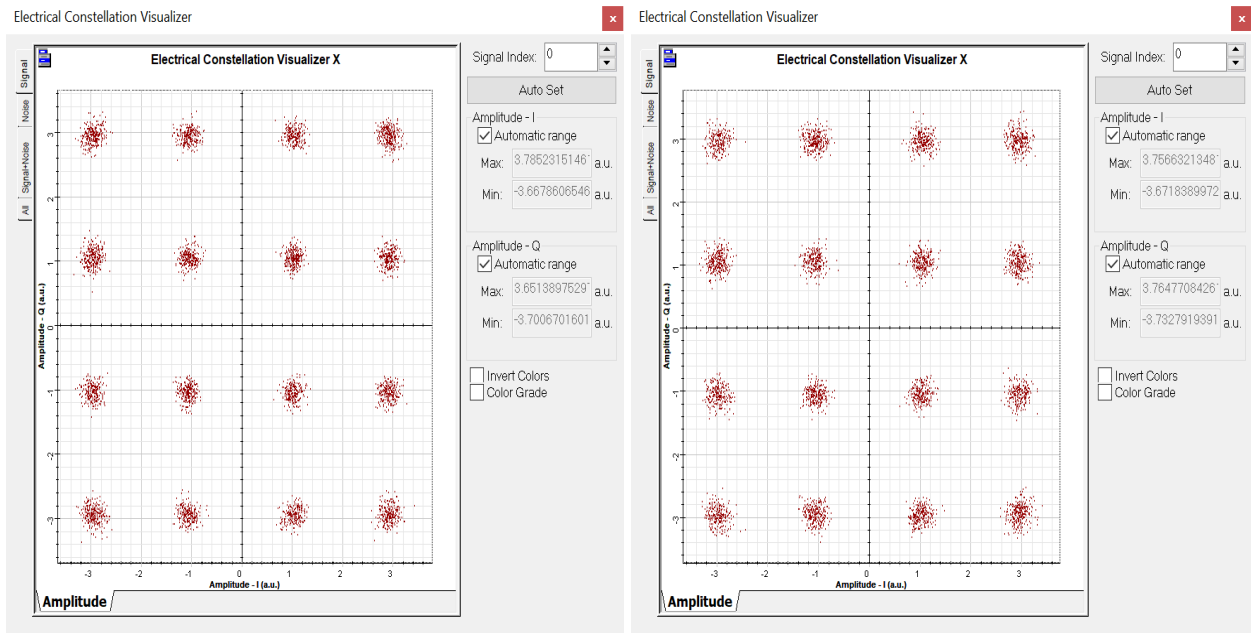 Electrical Constellation Visualizer
x
Electrical Constellation Visualizer X
Signal
Noise
Signal+Noise
All
Amplitude - Q (a.u.)
3
2
1
0
-1
-2
-3
-3 -2 -1 0 1 2 3
Amplitude - I (a.u.)
Amplitude
Signal Index: 0
Auto Set
Amplitude - I
Automatic range
Max: 3.7852315146 a.u.
Min: -3.6678606546 a.u.
Amplitude - Q
Automatic range
Max: 3.6513897529 a.u.
Min: -3.7006701601 a.u.
Invert Colors
Color Grade
Electrical Constellation Visualizer
x
Electrical Constellation Visualizer X
Signal
Noise
Signal+Noise
All
Amplitude - Q (a.u.)
3
2
1
0
-1
-2
-3
-3 -2 -1 0 1 2 3
Amplitude - I (a.u.)
Amplitude
Signal Index: 0
Auto Set
Amplitude - I
Automatic range
Max: 3.7566321348 a.u.
Min: -3.6718389972 a.u.
Amplitude - Q
Automatic range
Max: 3.7647708426 a.u.
Min: -3.7327919391 a.u.
Invert Colors
Color Grade